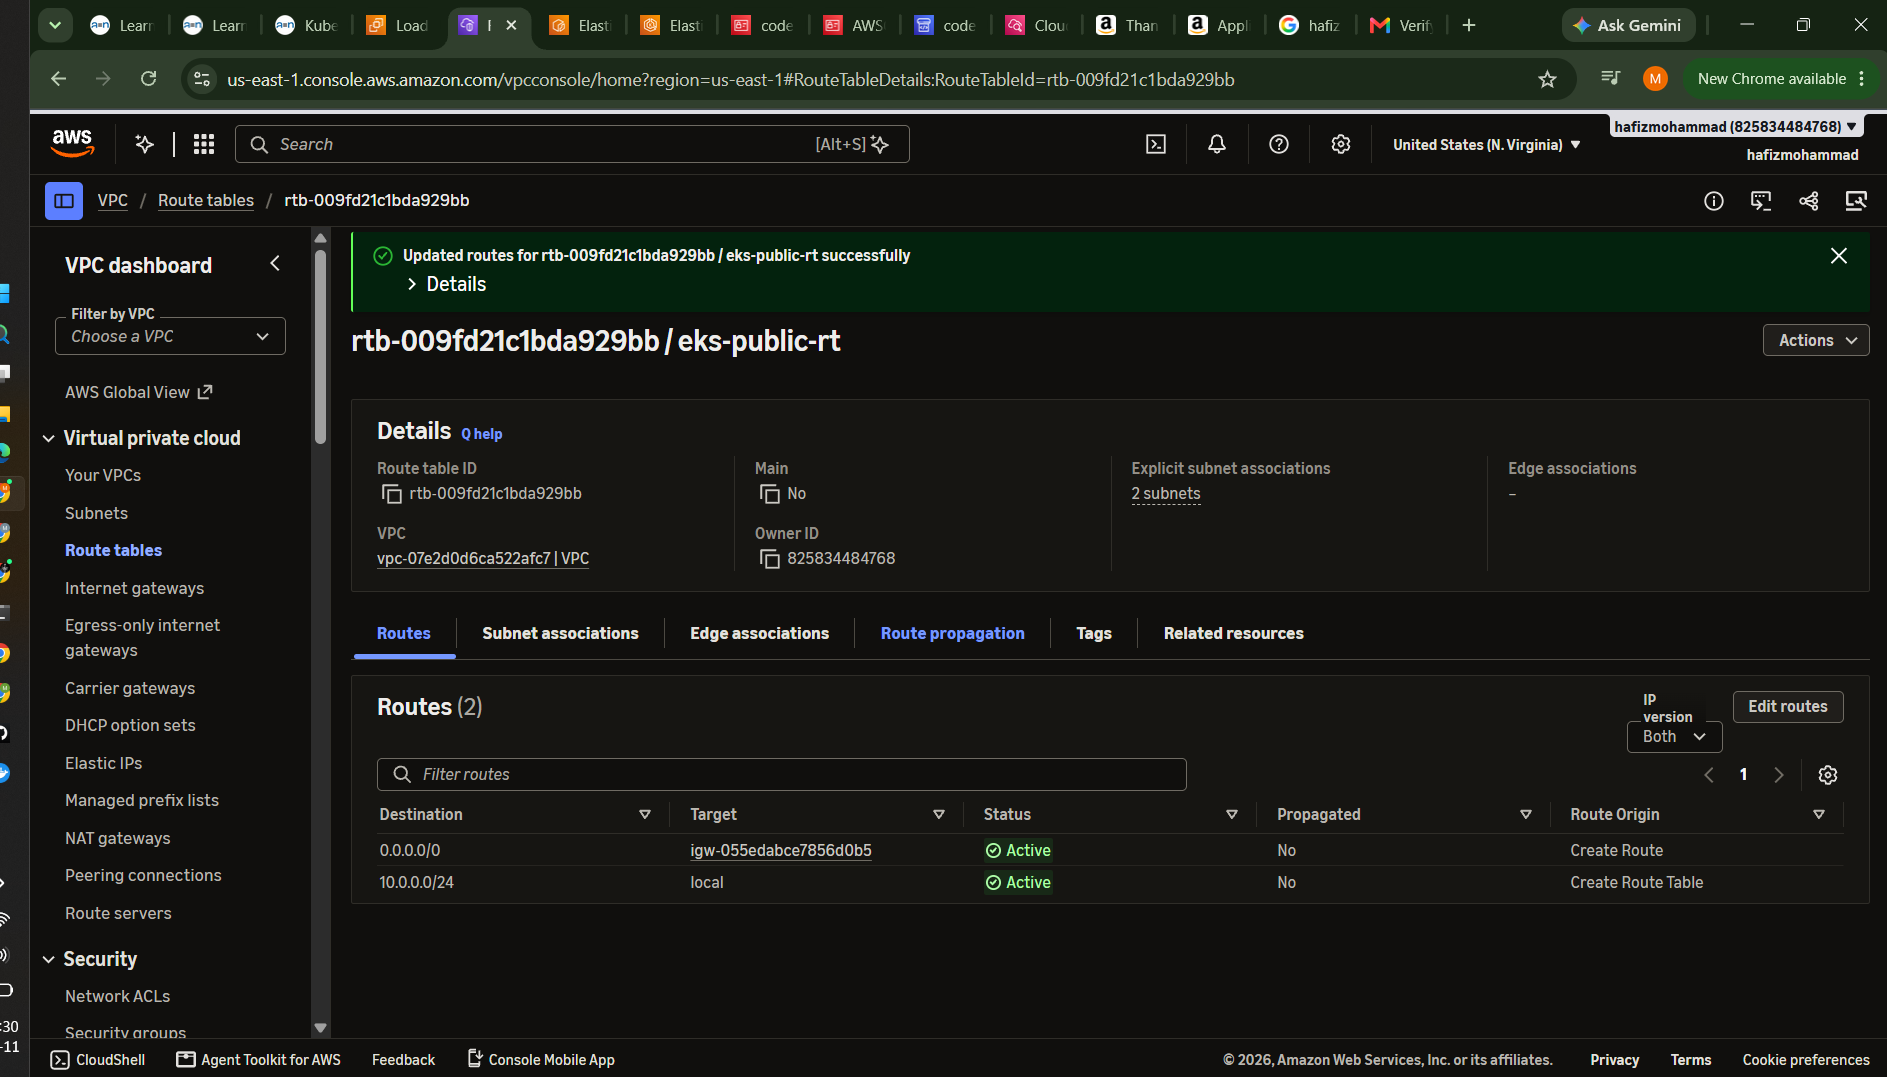 Learn
Learn
Kube
Load
Elasti
Elasti
code
AWS
code
Clou
Than
Appli
hafiz
Verify
Ask Gemini
us-east-1.console.aws.amazon.com/vpcconsole/home?region=us-east-1#RouteTableDetails:RouteTableId=rtb-009fd21c1bda929bb
M
New Chrome available
aws
Search
[Alt+S]
United States (N. Virginia)
hafizmohammad (825834484768)
hafizmohammad
VPC / Route tables / rtb-009fd21c1bda929bb
VPC dashboard
Filter by VPC
Choose a VPC
AWS Global View
Virtual private cloud
Your VPCs
Subnets
Route tables
Internet gateways
Egress-only internet
gateways
Carrier gateways
DHCP option sets
Elastic IPs
Managed prefix lists
NAT gateways
Peering connections
Route servers
Security
Network ACLs
Security groups
Updated routes for rtb-009fd21c1bda929bb / eks-public-rt successfully
Details
rtb-009fd21c1bda929bb / eks-public-rt
Actions
Details Q help
Route table ID
rtb-009fd21c1bda929bb
VPC
vpc-07e2d0d6ca522afc7 | VPC
Main
No
Owner ID
825834484768
Explicit subnet associations
2 subnets
Edge associations
–
Routes Subnet associations Edge associations Route propagation Tags Related resources
Routes (2)
IP
version
Both
Edit routes
Filter routes
1
Destination Target Status Propagated Route Origin
0.0.0.0/0 igw-055edabce7856d0b5 Active No Create Route
10.0.0.0/24 local Active No Create Route Table
:30
-11
CloudShell Agent Toolkit for AWS Feedback Console Mobile App
© 2026, Amazon Web Services, Inc. or its affiliates. Privacy Terms Cookie preferences